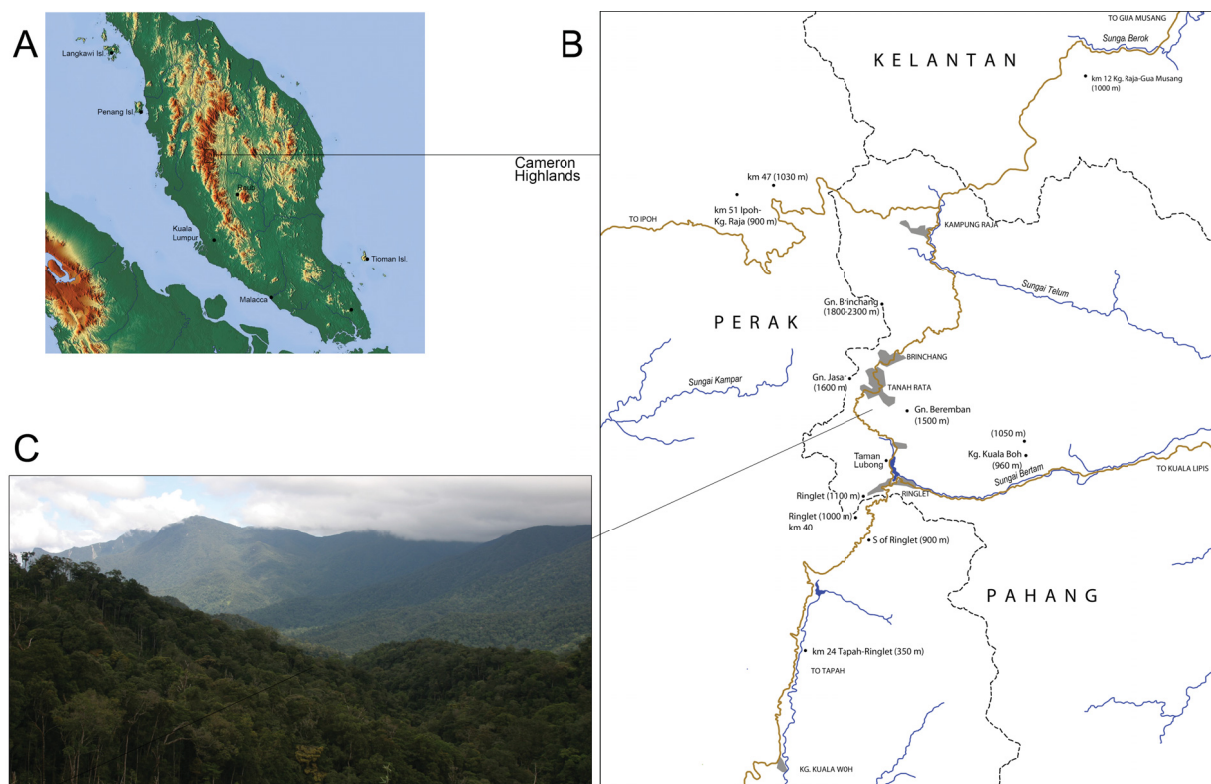 A
Langkawi Isl.
Penang Isl.
Raub
Kuala
Lumpur
Tioman Isl.
Malacca
Cameron
Highlands
B
TO GUA MUSANG
Sungai Berok
KELANTAN
km 12 Kg. Raja-Gua Musang
(1000 m)
km 47 (1030 m)
km 51 Ipoh-
Kg. Raja (900 m)
TO IPOH
KAMPUNG RAJA
Sungai Telum
Gn. Brinchang
(1800-2300 m)
PERAK
BRINCHANG
Gn. Jasar
(1600 m)
TANAH RATA
Sungai Kampar
Gn. Beremban
(1500 m)
(1050 m)
Kg. Kuala Boh
(960 m)
Taman
Lubong
TO KUALA LIPIS
Sungai Bertam
Ringlet (1100 m)
RINGLET
Ringlet (1000 m)
km 40
S of Ringlet (900 m)
PAHANG
km 24 Tapah-Ringlet (350 m)
TO TAPAH
KG. KUALA WOH
C